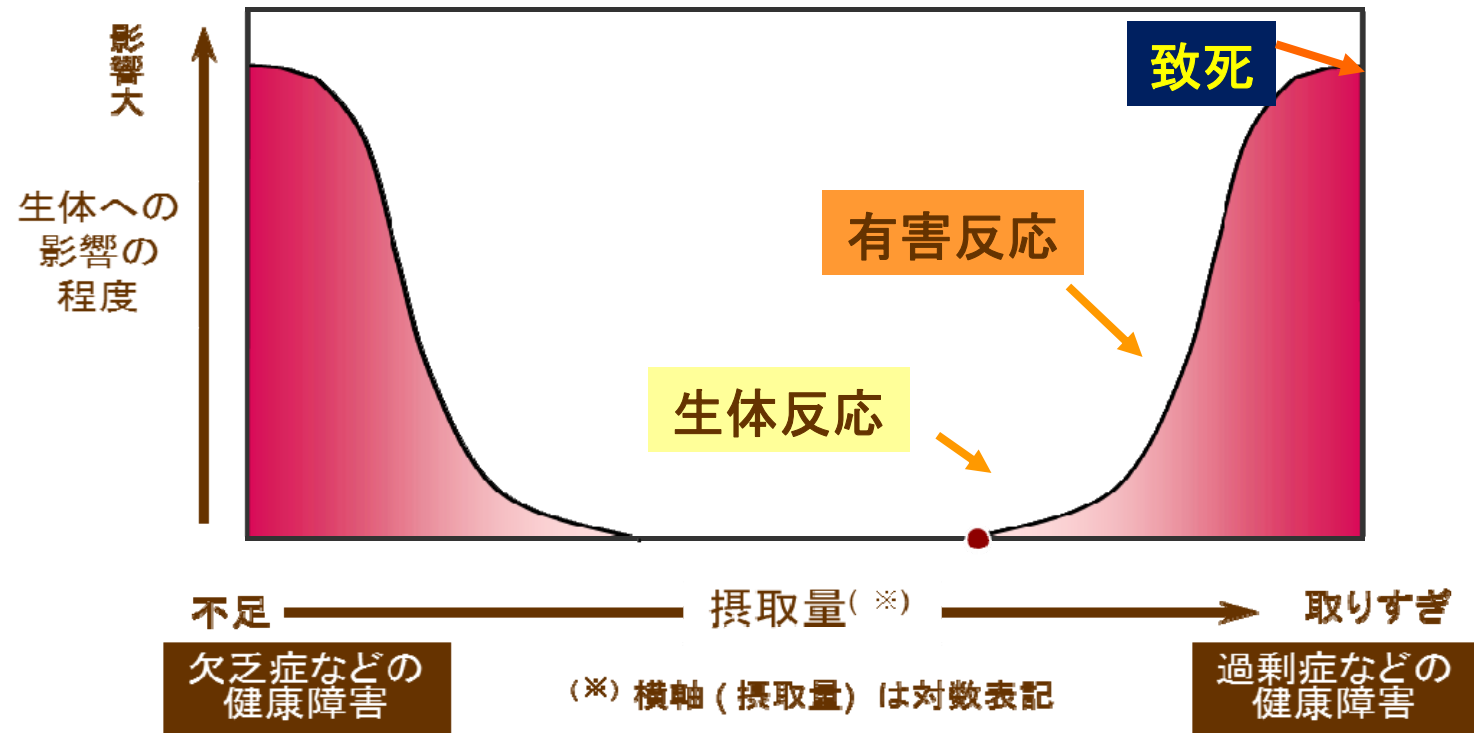 影響大
生体への
影響の
程度
致死
有害反応
生体反応
不足
摂取量(※)
取りすぎ
欠乏症などの
健康障害
(※) 横軸 ( 摂取量) は対数表記
過剰症などの
健康障害